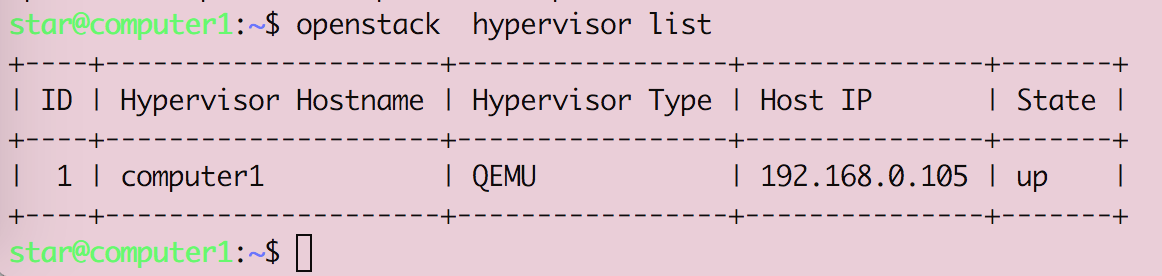 star@computer1:~$ openstack  hypervisor list
+----+---------------------+-----------------+---------------+-------+
| ID | Hypervisor Hostname | Hypervisor Type | Host IP       | State |
+----+---------------------+-----------------+---------------+-------+
|  1 | computer1           | QEMU            | 192.168.0.105 | up    |
+----+---------------------+-----------------+---------------+-------+
star@computer1:~$